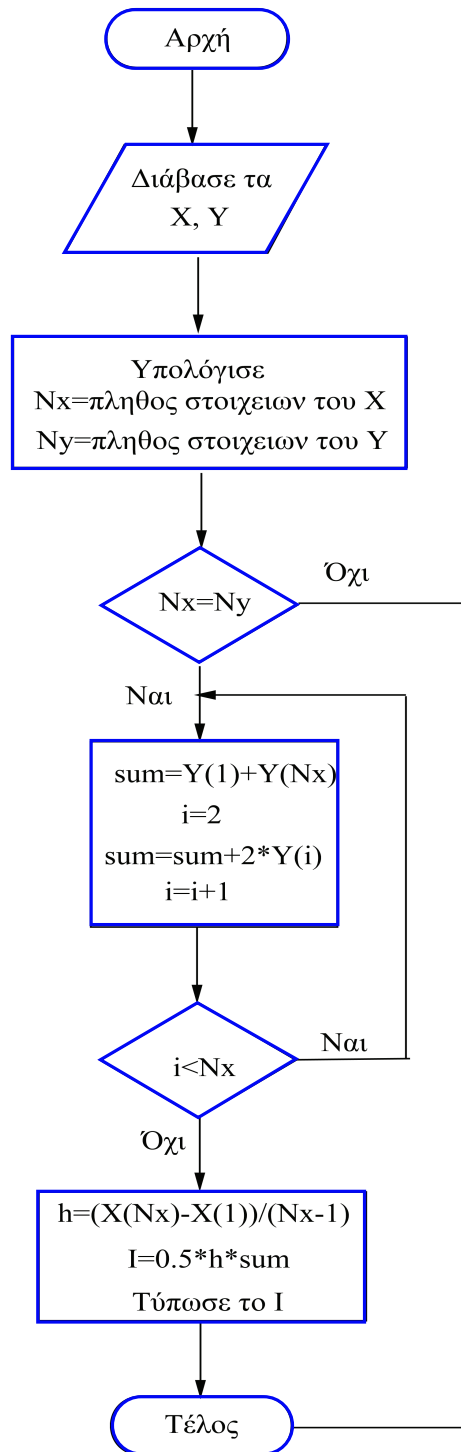 Αρχή
Διάβασε τα
X, Y
Υπολόγισε
Nx=πληθος στοιχειων του X
Ny=πληθος στοιχειων του Y
Nx=Ny
Όχι
Ναι
sum=Y(1)+Y(Nx)
i=2
sum=sum+2*Y(i)
i=i+1
i<Nx
Ναι
Όχι
h=(X(Nx)-X(1))/(Nx-1)
I=0.5*h*sum
Τύπωσε το I
Τέλος